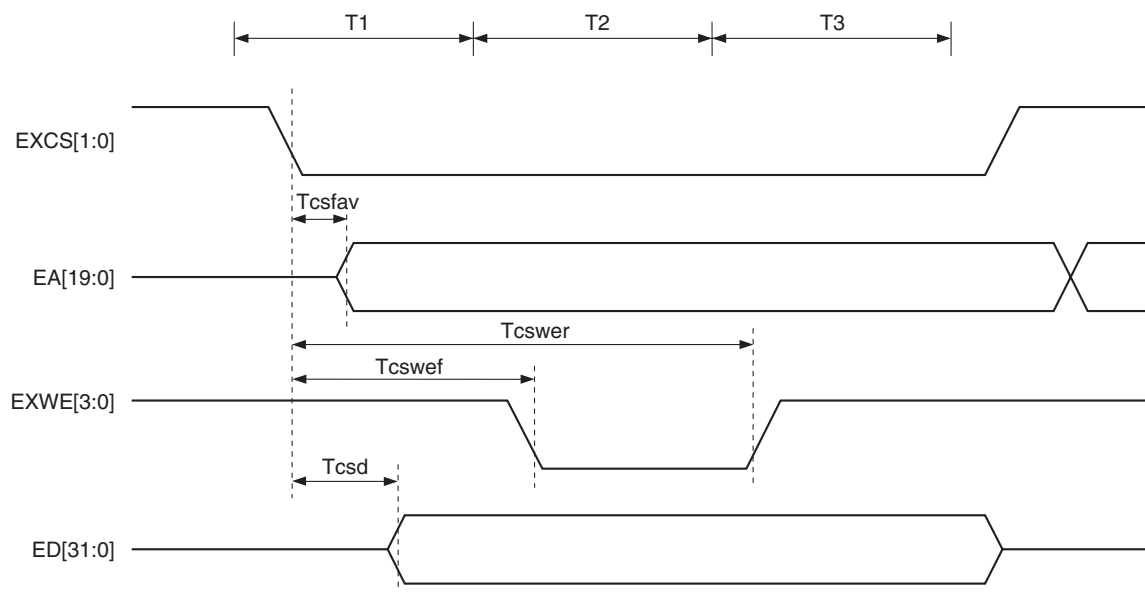 T1 T2 T3
EXCS[1:0]
Tcsfav
EA[19:0]
Tcswer
Tcswef
EXWE[3:0]
Tcsd
ED[31:0]